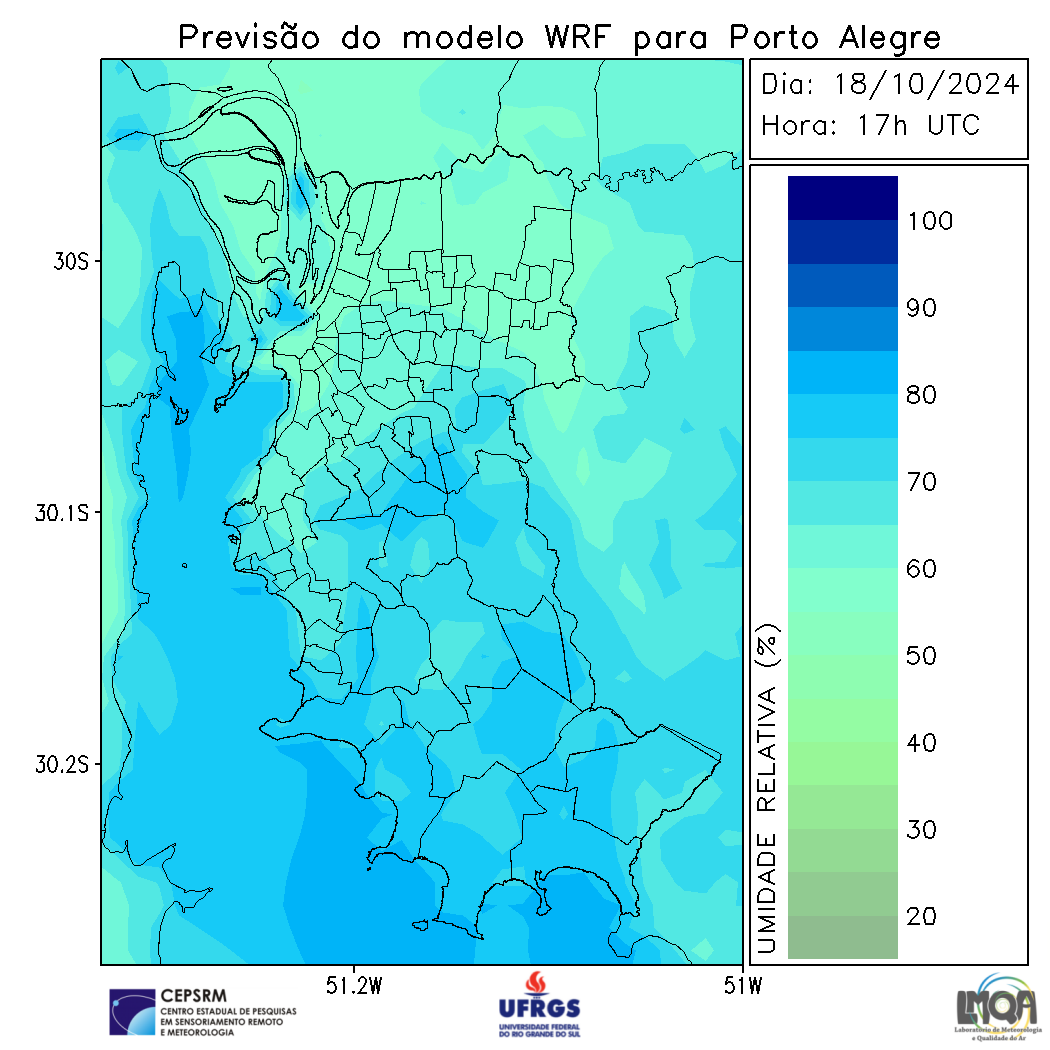 Previsão do modelo WRF para Porto Alegre
Dia: 18/10/2024
Hora: 17h UTC
30S
30.1S
30.2S
51.2W
51W
UMIDADE RELATIVA (%)
100
90
80
70
60
50
40
30
20
CEPSRM
CENTRO ESTADUAL DE PESQUISAS
EM SENSORIAMENTO REMOTO
E METEOROLOGIA
UFRGS
UNIVERSIDADE FEDERAL
DO RIO GRANDE DO SUL
LMQA
Laboratório de Meteorologia
e Qualidade do Ar